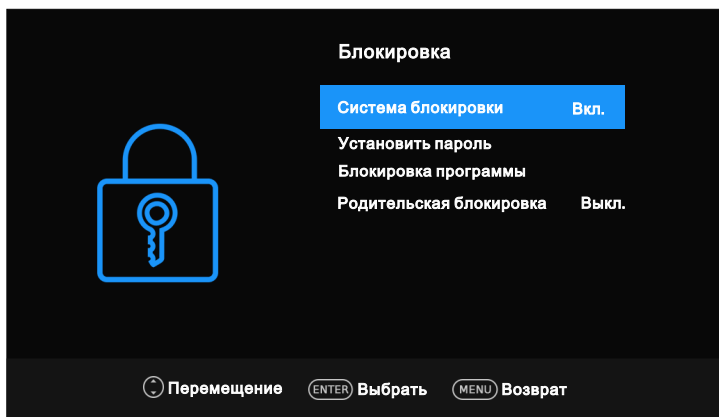 Блокировка
Система блокировки Вкл.
Установить пароль
Блокировка программы
Родительская блокировка Выкл.
Перемещение ENTER Выбрать MENU Возврат